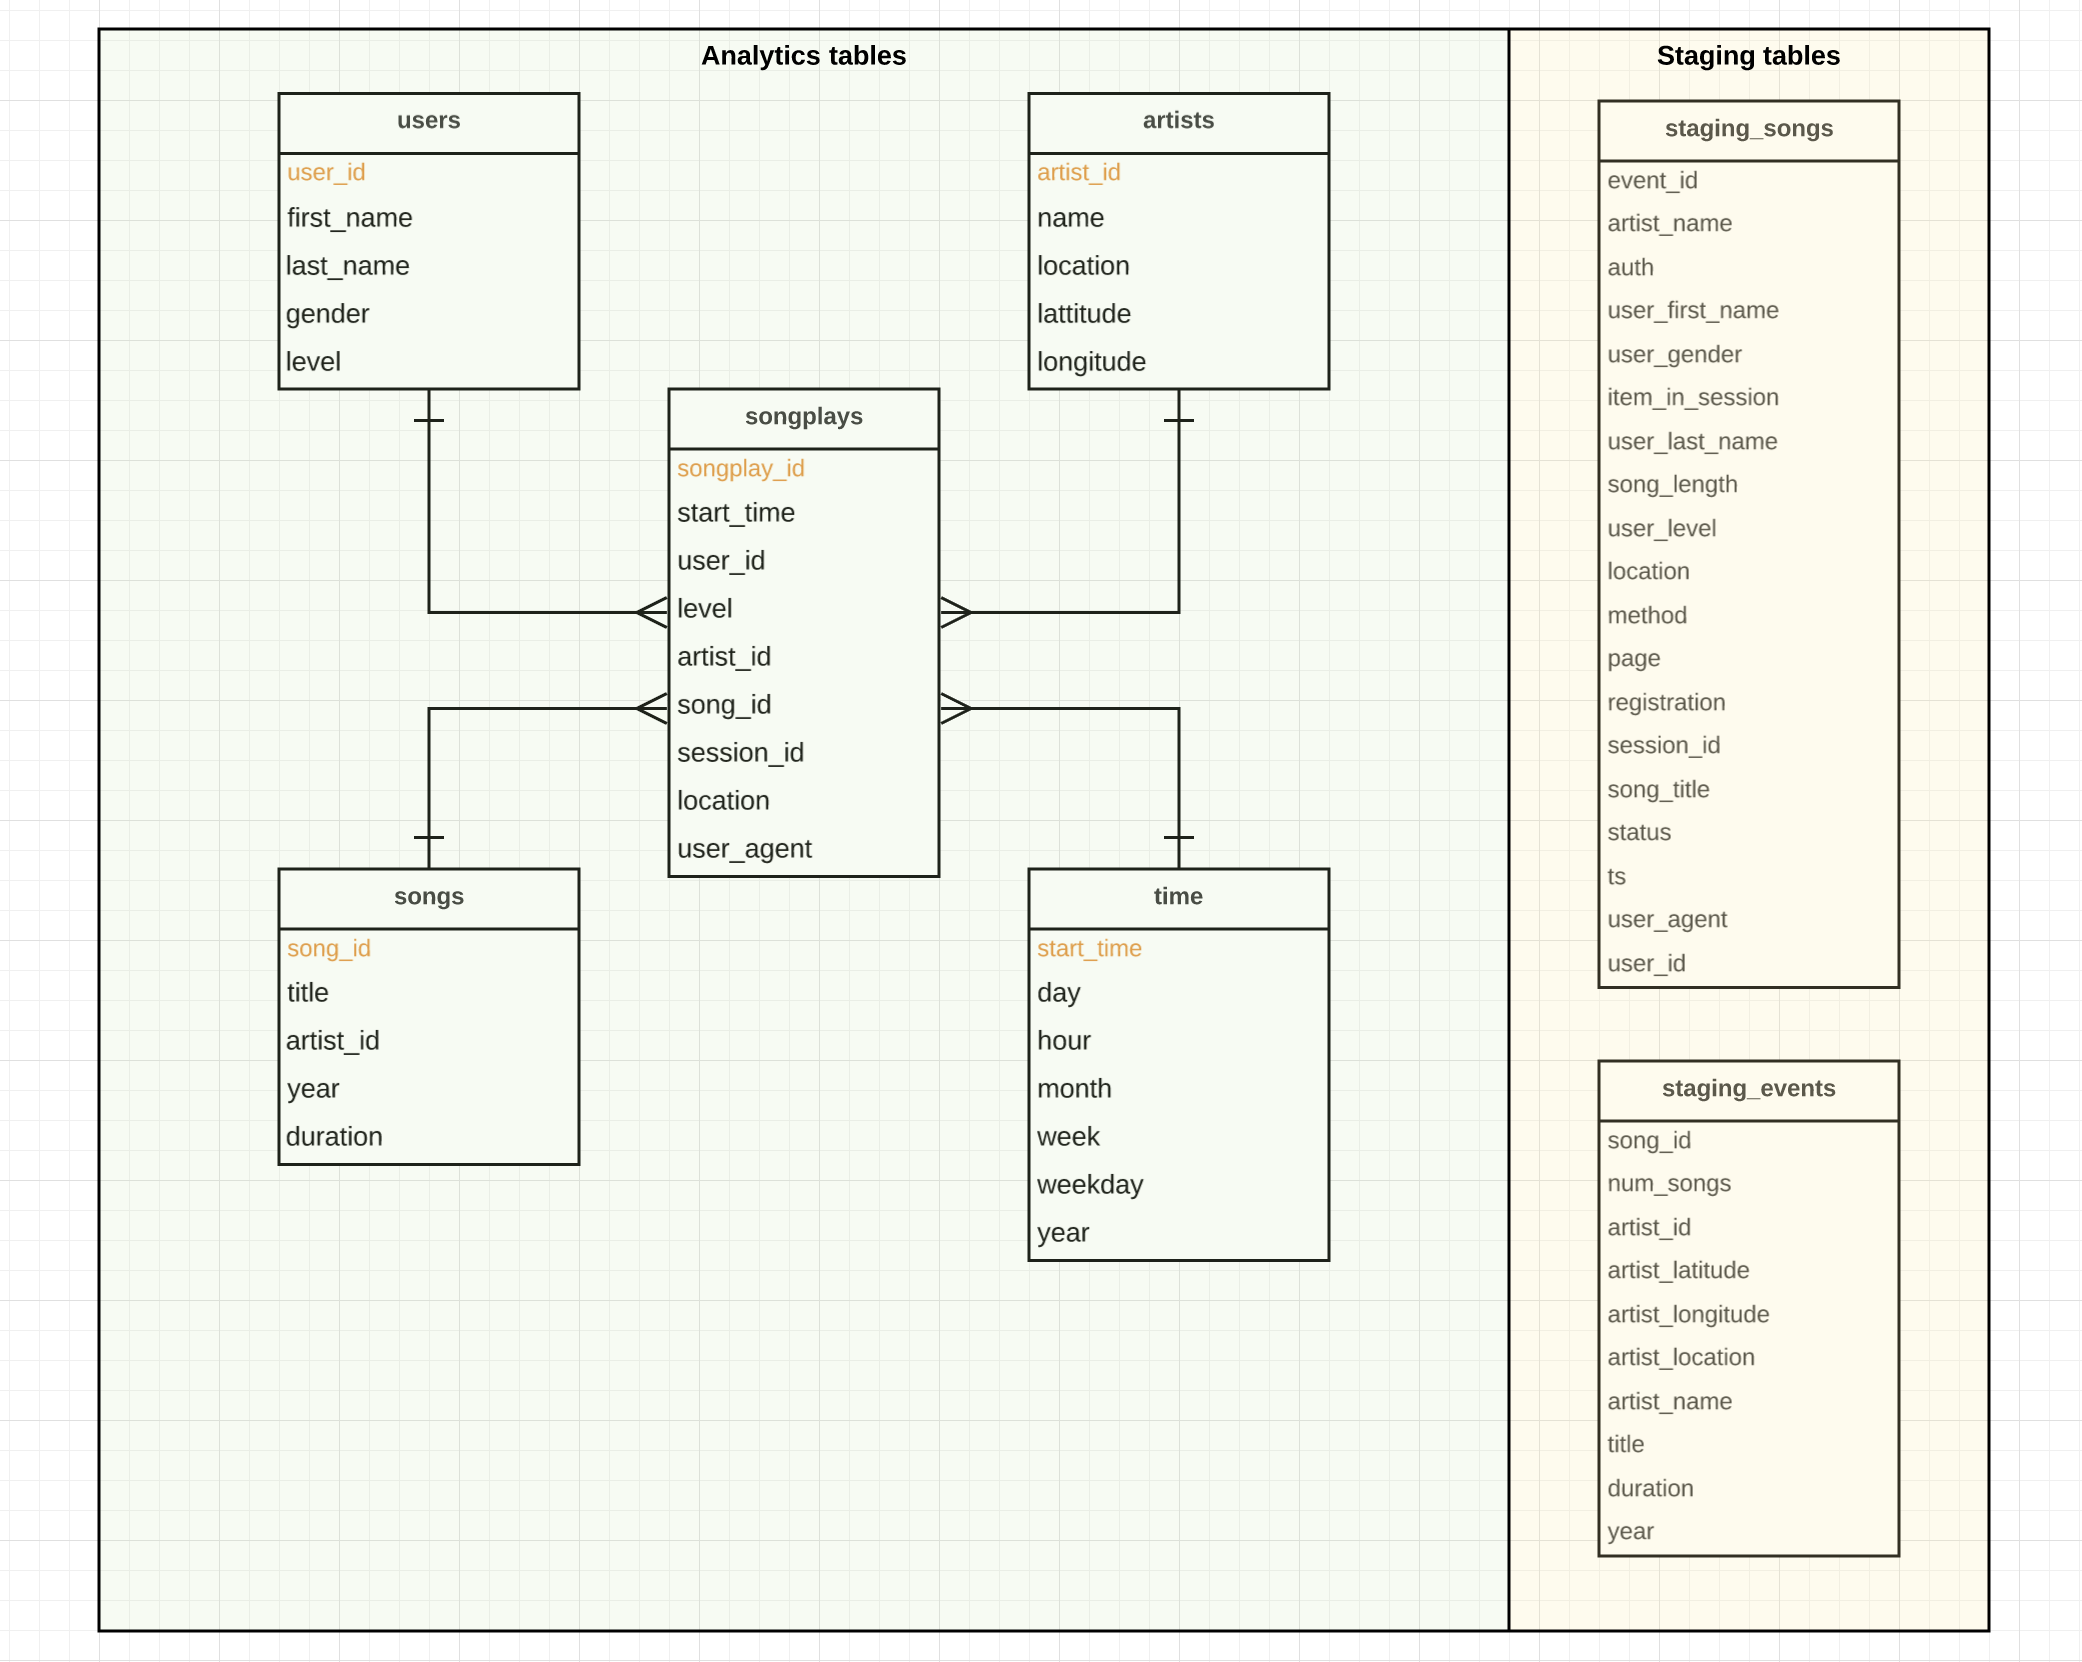 Analytics tables
users
user_id
first_name
last_name
gender
level
artists
artist_id
name
location
lattitude
longitude
songplays
songplay_id
start_time
user_id
level
artist_id
song_id
session_id
location
user_agent
songs
song_id
title
artist_id
year
duration
time
start_time
day
hour
month
week
weekday
year
Staging tables
staging_songs
event_id
artist_name
auth
user_first_name
user_gender
item_in_session
user_last_name
song_length
user_level
location
method
page
registration
session_id
song_title
status
ts
user_agent
user_id
staging_events
song_id
num_songs
artist_id
artist_latitude
artist_longitude
artist_location
artist_name
title
duration
year